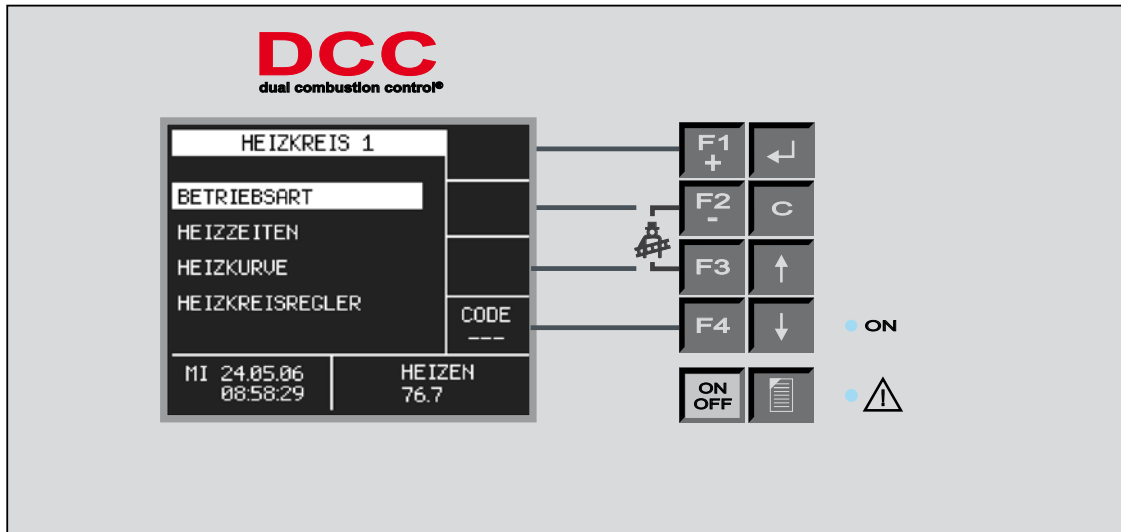 DCC
dual combustion control®
HEIZKREIS 1
BETRIEBSART
HEIZZEITEN
HEIZKURVE
HEIZKREISREGLER
CODE
---
MI 24.05.06
08:58:29
HEIZEN
76.7
F1
+
F2
-
C
F3
F4
ON
ON
OFF